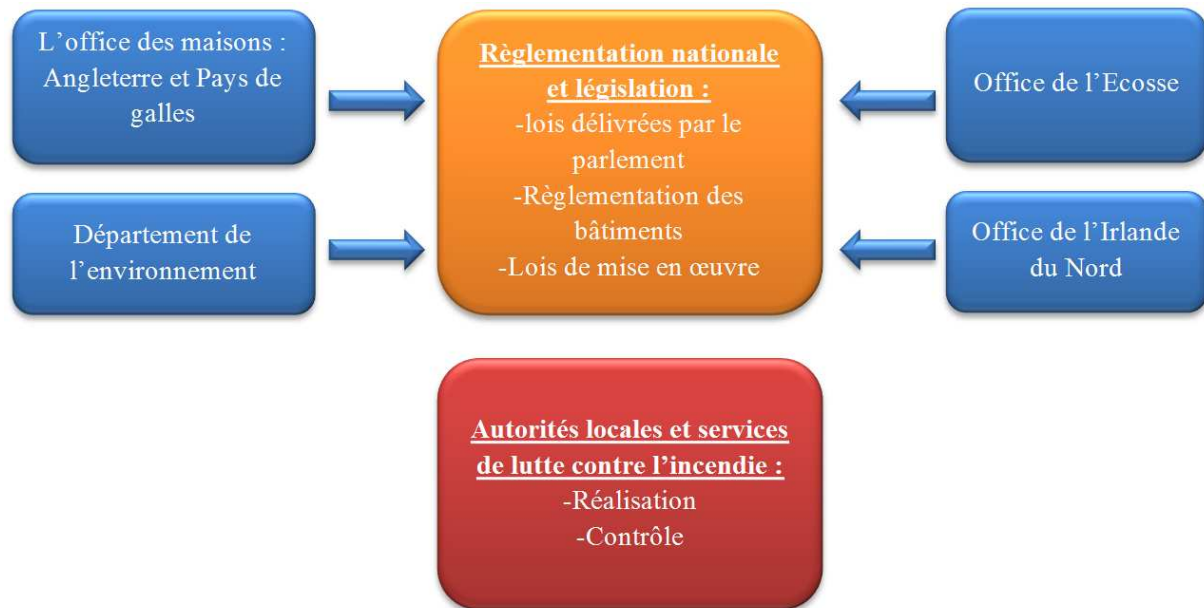 L’office des maisons :
Angleterre et Pays de
galles
Département de
l’environnement
Règlementation nationale
et législation :
-lois délivrées par le
parlement
-Règlementation des
bâtiments
-Lois de mise en œuvre
Office de l’Ecosse
Office de l’Irlande
du Nord
Autorités locales et services
de lutte contre l’incendie :
-Réalisation
-Contrôle